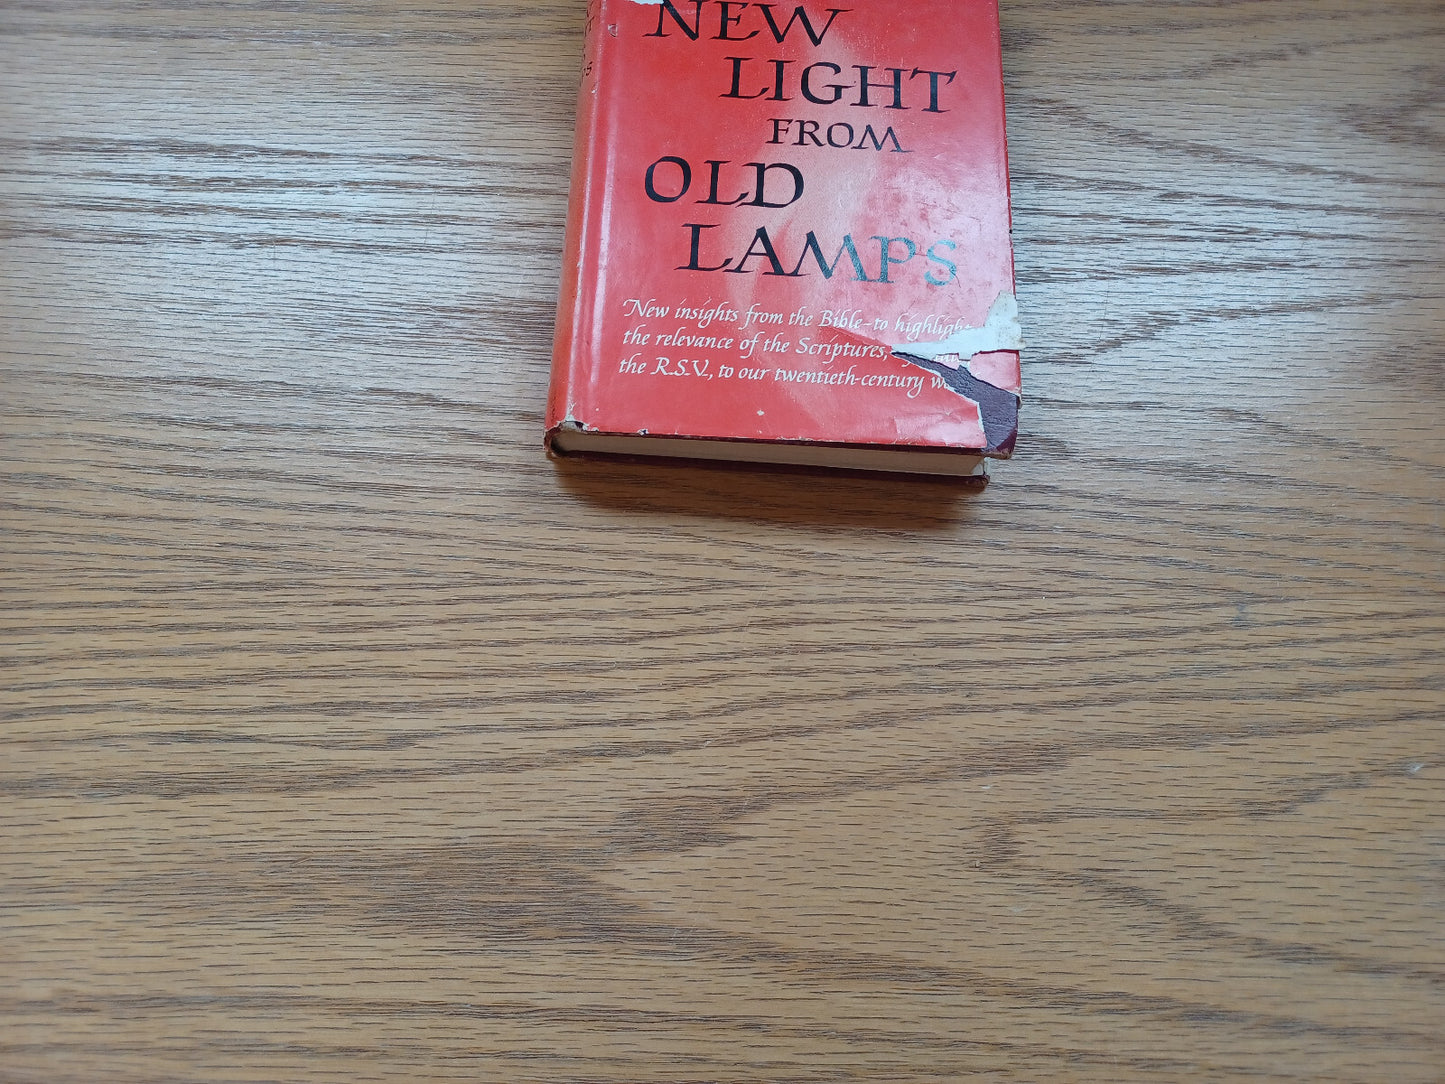 NEW
LIGHT
FROM
OLD
LAMPS
New insights from the Bible–to highlight
the relevance of the Scriptures,
the R.S.V., to our twentieth-century